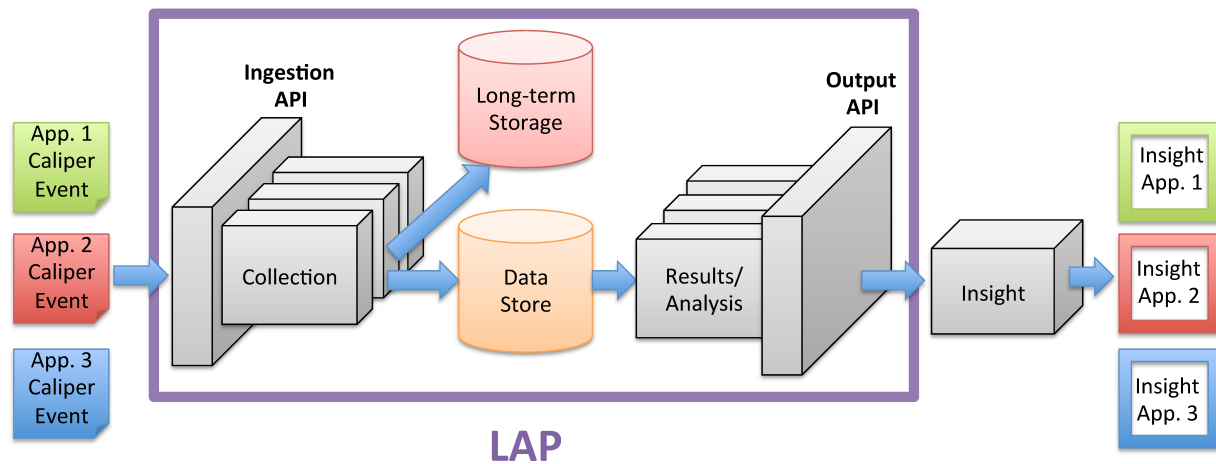 App. 1
Caliper
Event
App. 2
Caliper
Event
App. 3
Caliper
Event
Ingestion
API
Collection
Long-term
Storage
Data
Store
Results/
Analysis
Output
API
Insight
Insight
App. 1
Insight
App. 2
Insight
App. 3
LAP